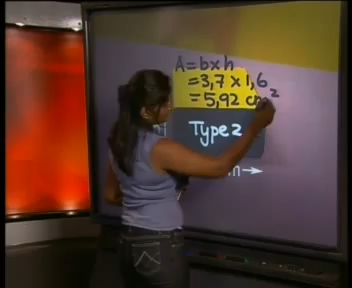 A = b x h
= 3,7 x 1,6
= 5,92 cm²
Type 2